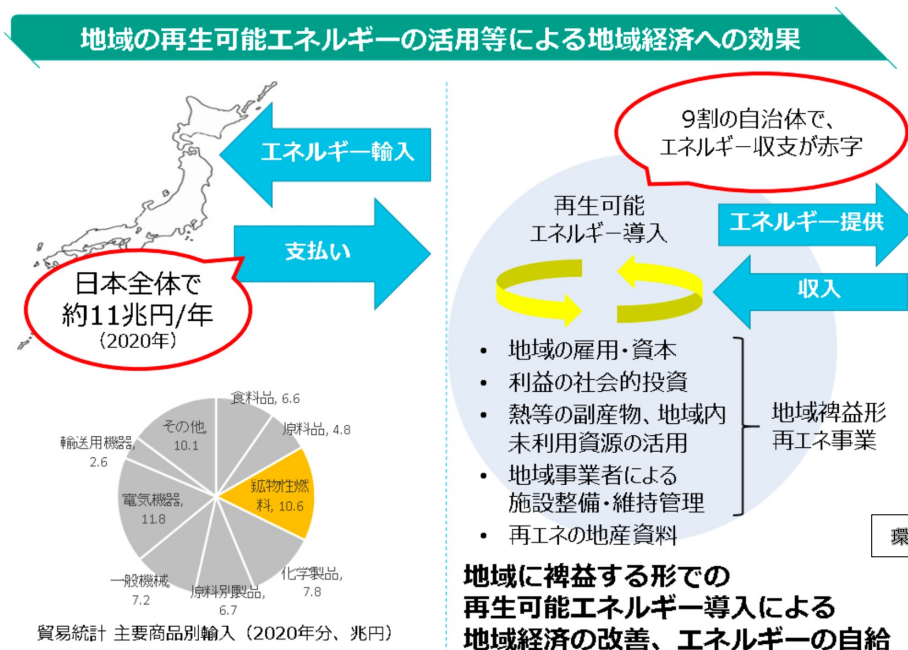 地域の再生可能エネルギーの活用等による地域経済への効果
エネルギー輸入
支払い
日本全体で
約11兆円/年
(2020年)
食料品, 6.6
原料品, 4.8
鉱物性燃
料, 10.6
化学製品,
7.8
原料別製品,
6.7
一般機械,
7.2
電気機器,
11.8
輸送用機器,
2.6
その他,
10.1
貿易統計 主要商品別輸入(2020年分、兆円)
9割の自治体で、
エネルギー収支が赤字
再生可能
エネルギー導入
エネルギー提供
収入
• 地域の雇用・資本
• 利益の社会的投資
• 熱等の副産物、地域内
未利用資源の活用
• 地域事業者による
施設整備・維持管理
• 再エネの地産資料
地域裨益形
再エネ事業
環
地域に裨益する形での
再生可能エネルギー導入による
地域経済の改善、エネルギーの自給